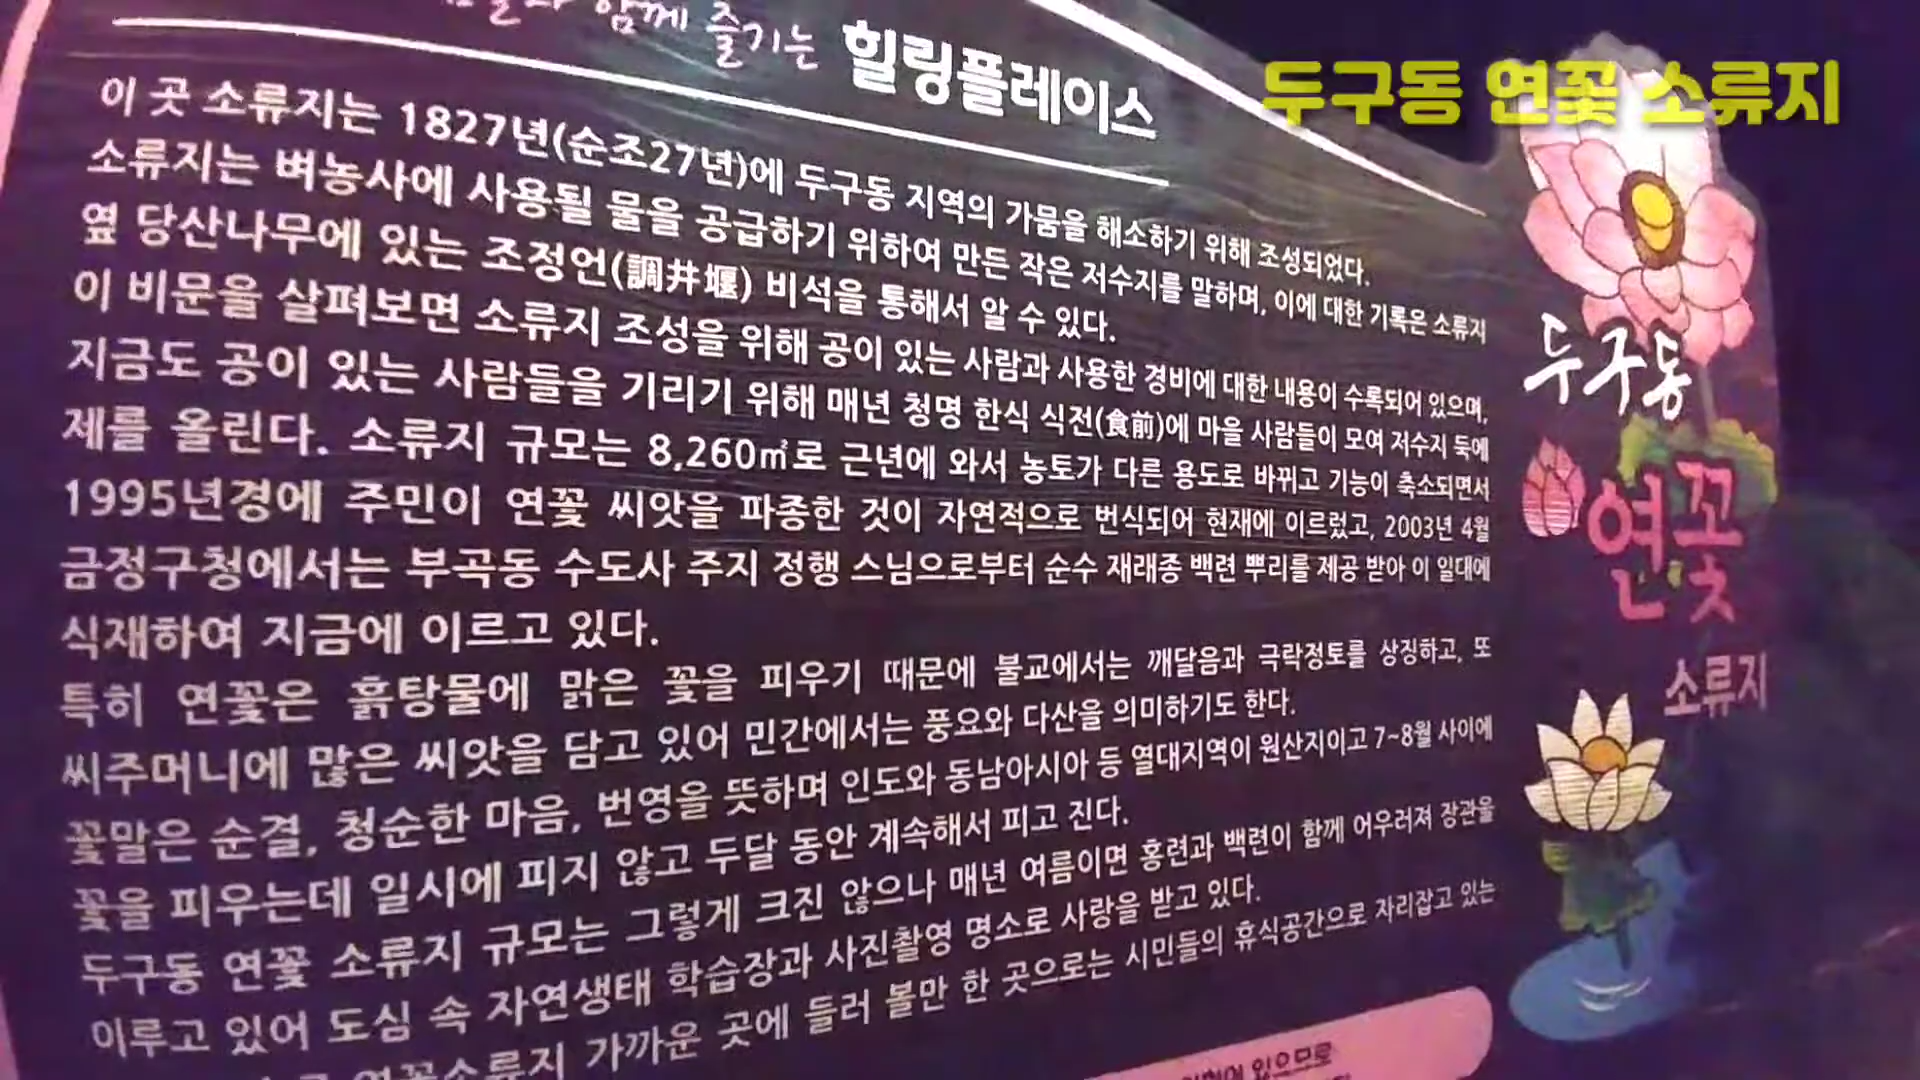 두구동 연꽃 소류지
함께 즐기는 힐링플레이스
이 곳 소류지는 1827년(순조27년)에 두구동 지역의 가뭄을 해소하기 위해 조성되었다.
소류지는 벼농사에 사용될 물을 공급하기 위하여 만든 작은 저수지를 말하며, 이에 대한 기록은 소류지
옆 당산나무에 있는 조정언(調井堰) 비석을 통해서 알 수 있다.
이 비문을 살펴보면 소류지 조성을 위해 공이 있는 사람과 사용한 경비에 대한 내용이 수록되어 있으며,
지금도 공이 있는 사람들을 기리기 위해 매년 청명 한식 식전(食前)에 마을 사람들이 모여 저수지 둑에
제를 올린다. 소류지 규모는 8,260㎡로 근년에 와서 농토가 다른 용도로 바뀌고 기능이 축소되면서
1995년경에 주민이 연꽃 씨앗을 파종한 것이 자연적으로 번식되어 현재에 이르렀고, 2003년 4월
금정구청에서는 부곡동 수도사 주지 정행 스님으로부터 순수 재래종 백련 뿌리를 제공 받아 이 일대에
식재하여 지금에 이르고 있다.
특히 연꽃은 흙탕물에 맑은 꽃을 피우기 때문에 불교에서는 깨달음과 극락정토를 상징하고, 또
씨주머니에 많은 씨앗을 담고 있어 민간에서는 풍요와 다산을 의미하기도 한다.
꽃말은 순결, 청순한 마음, 번영을 뜻하며 인도와 동남아시아 등 열대지역이 원산지이고 7~8월 사이에
꽃을 피우는데 일시에 피지 않고 두달 동안 계속해서 피고 진다.
두구동 연꽃 소류지 규모는 그렇게 크진 않으나 매년 여름이면 홍련과 백련이 함께 어우러져 장관을
이루고 있어 도심 속 자연생태 학습장과 사진촬영 명소로 사랑을 받고 있다.
연꽃소류지 가까운 곳에 들러 볼만 한 곳으로는 시민들의 휴식공간으로 자리잡고 있는
있으므로
두구동
연꽃
소류지